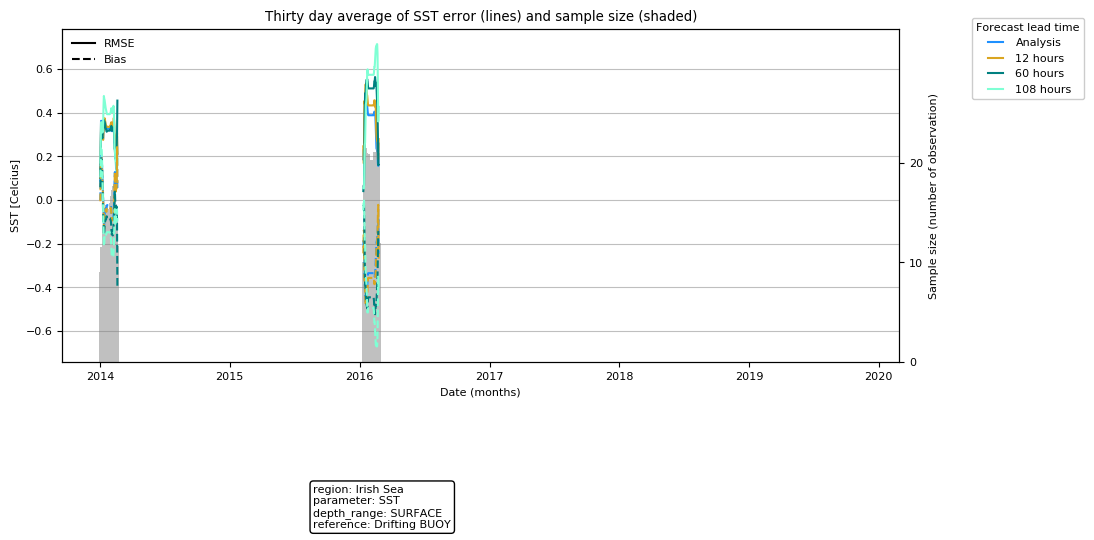 Thirty day average of SST error (lines) and sample size (shaded)
RMSE
Bias
Forecast lead time
Analysis
12 hours
60 hours
108 hours
SST [Celcius]
0.6
0.4
0.2
0.0
−0.2
−0.4
−0.6
20
10
0
Sample size (number of observation)
2014 2015 2016 2017 2018 2019 2020
Date (months)
region: Irish Sea
parameter: SST
depth_range: SURFACE
reference: Drifting BUOY